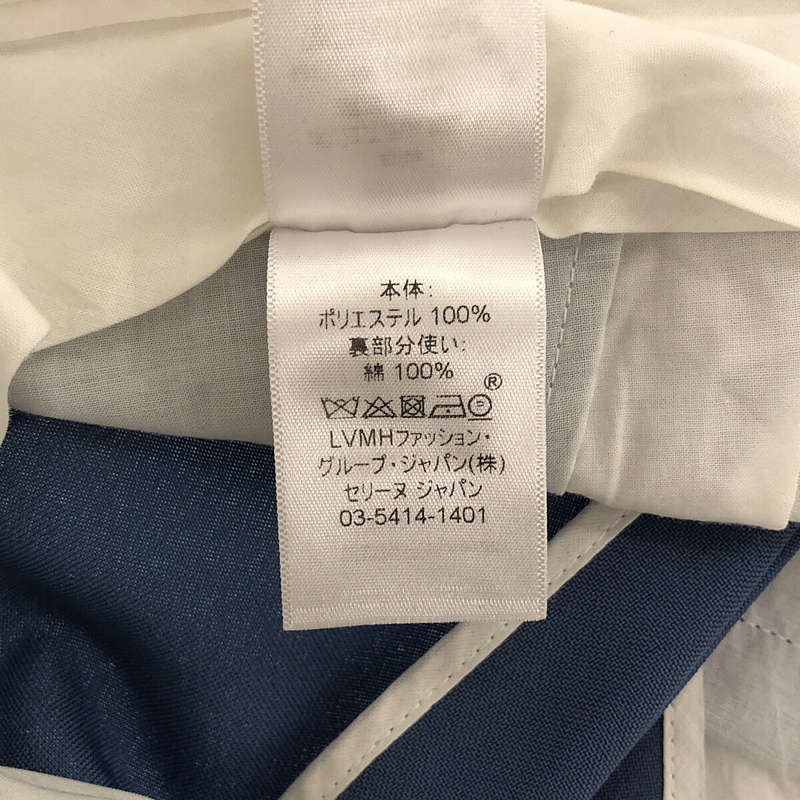 本体:
ポリエステル 100%
裏部分使い:
綿 100%
®
P
LVMHファッション・
グループ・ジャパン(株)
セリーヌ ジャパン
03-5414-1401